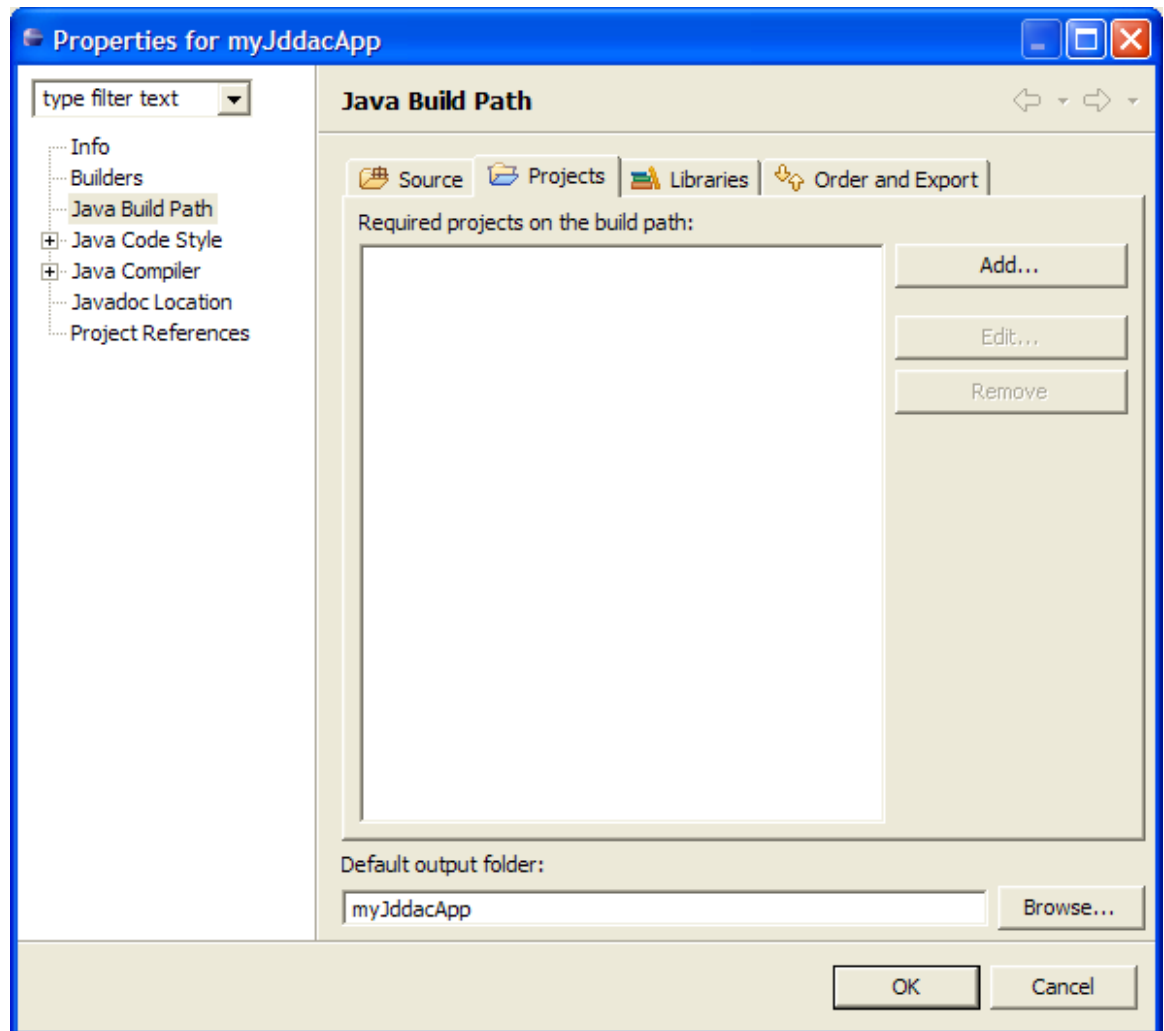 Properties for myJddacApp
type filter text
Java Build Path
Info
Builders
Java Build Path
Java Code Style
Java Compiler
Javadoc Location
Project References
Source Projects Libraries Order and Export
Required projects on the build path:
Add...
Edit...
Remove
Default output folder:
myJddacApp Browse...
OK Cancel